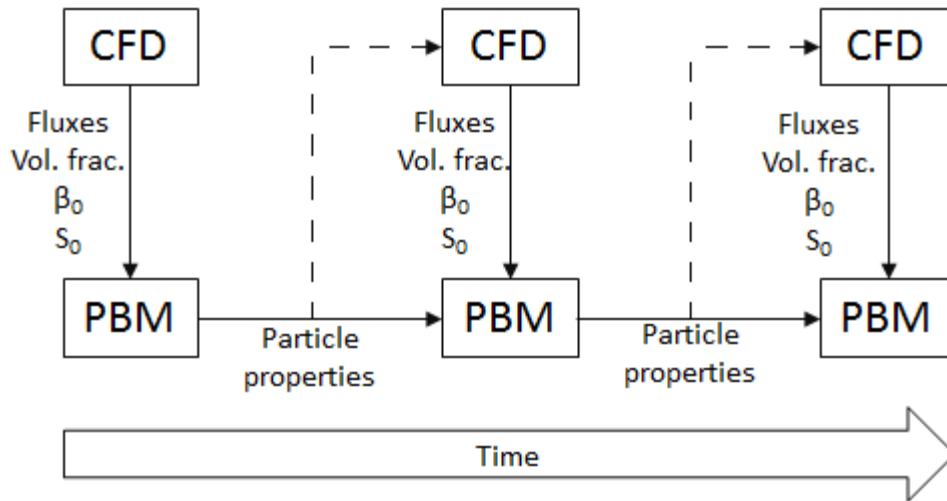 CFD
CFD
CFD
Fluxes
Vol. frac.
β₀
S₀
Fluxes
Vol. frac.
β₀
S₀
Fluxes
Vol. frac.
β₀
S₀
PBM
PBM
PBM
Particle
properties
Particle
properties
Time